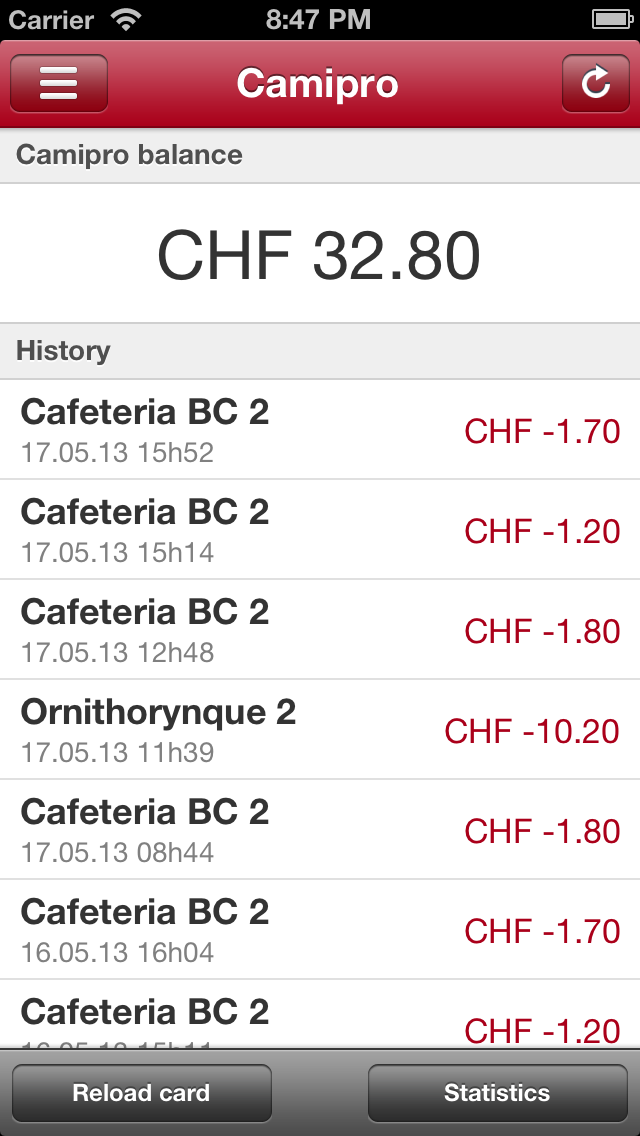 Carrier 8:47 PM
Camipro
Camipro balance
CHF 32.80
History
Cafeteria BC 2
17.05.13 15h52
CHF -1.70
Cafeteria BC 2
17.05.13 15h14
CHF -1.20
Cafeteria BC 2
17.05.13 12h48
CHF -1.80
Ornithorynque 2
17.05.13 11h39
CHF -10.20
Cafeteria BC 2
17.05.13 08h44
CHF -1.80
Cafeteria BC 2
16.05.13 16h04
CHF -1.70
Cafeteria BC 2
CHF -1.20
Reload card
Statistics